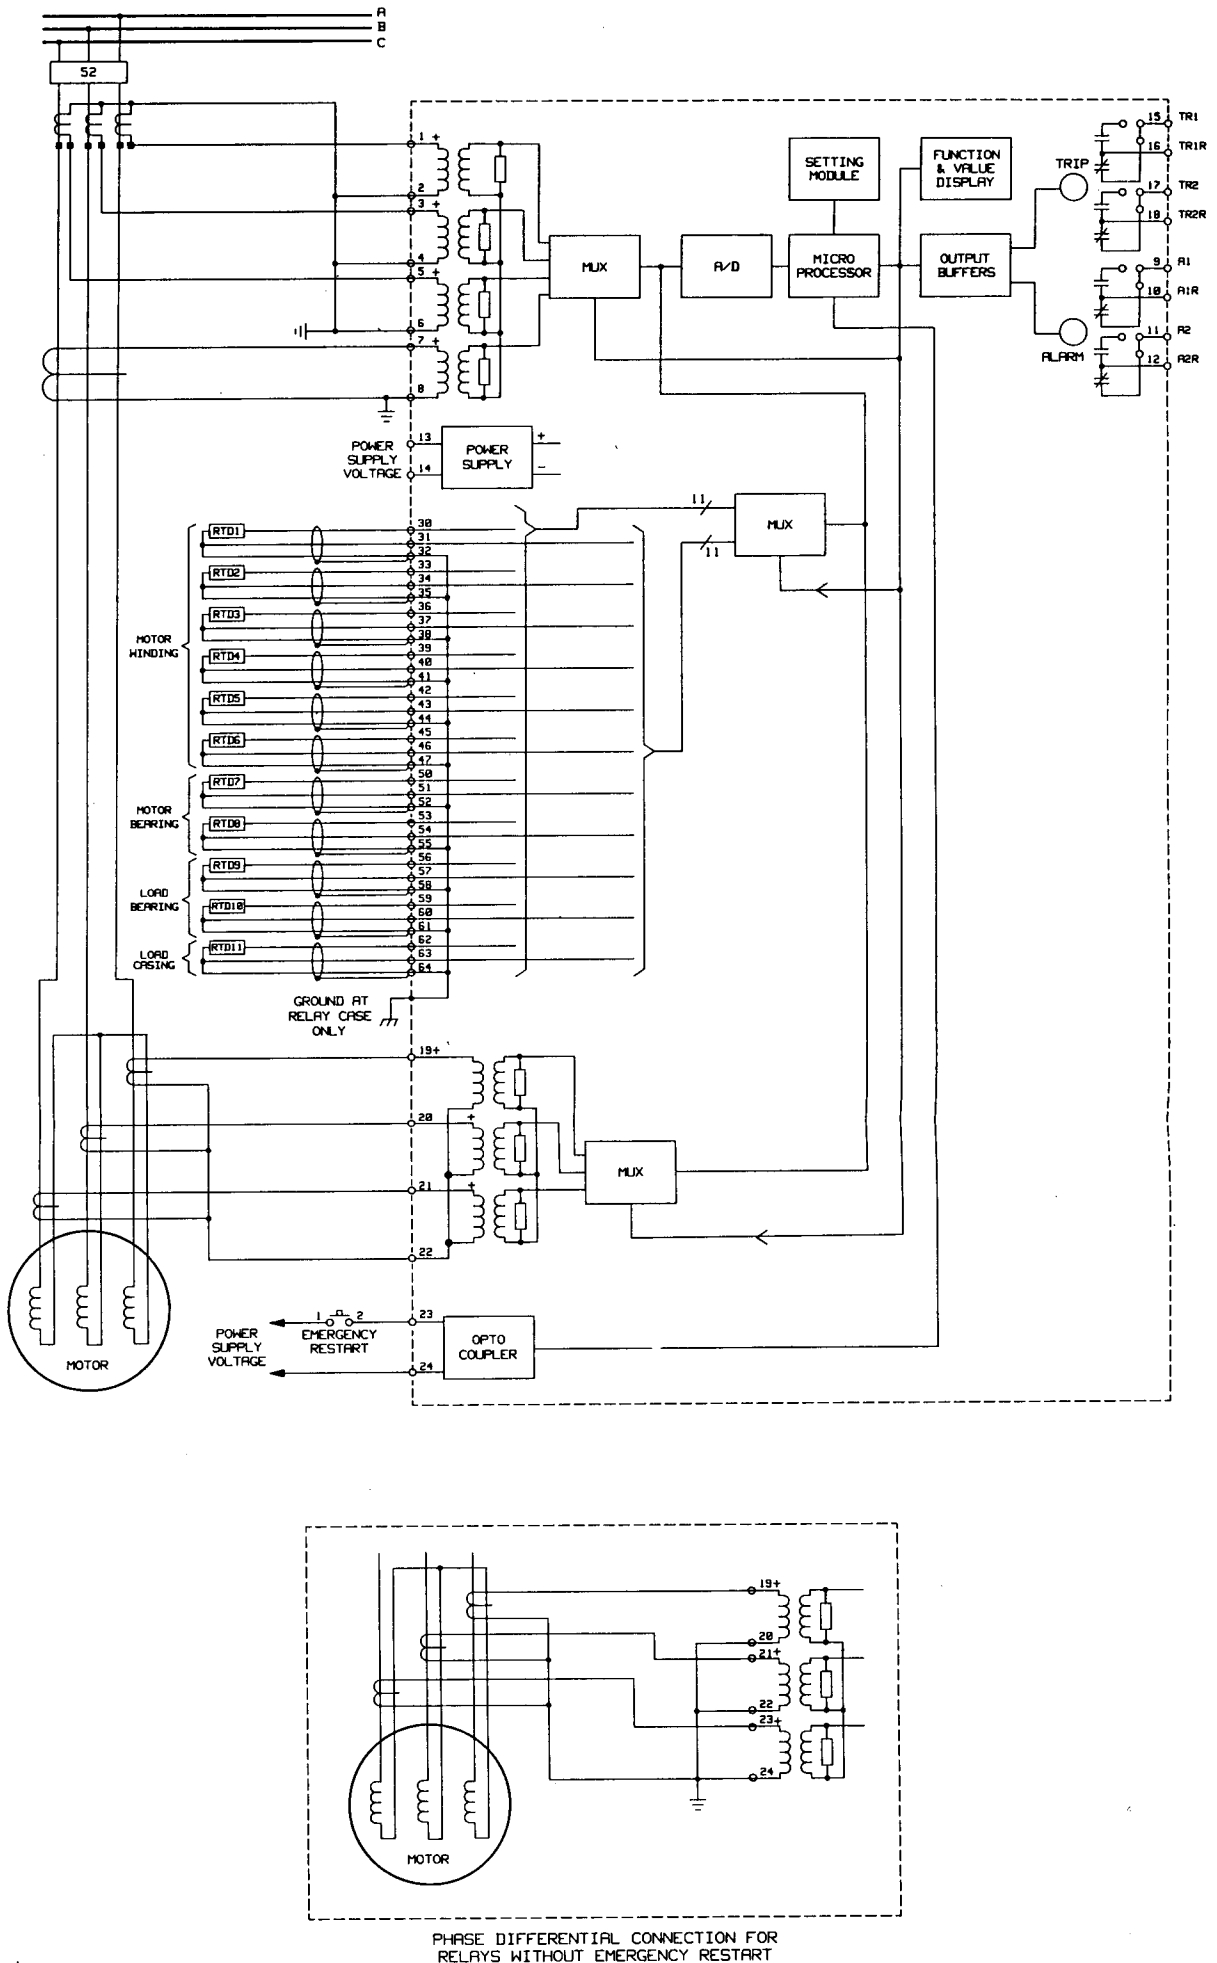 A
B
C
52
1 +
2
3 +
4
5 +
6
7 +
8
MUX
A/D
SETTING
MODULE
MICRO
PROCESSOR
FUNCTION
& VALUE
DISPLAY
OUTPUT
BUFFERS
TRIP
ALARM
15 TR1
16 TR1R
17 TR2
18 TR2R
9 A1
10 A1R
11 A2
12 A2R
POWER
SUPPLY
VOLTAGE
13
14
POWER
SUPPLY
+
-
11
11
MUX
MOTOR
WINDING
MOTOR
BEARING
LOAD
BEARING
LOAD
CASING
RTD1
RTD2
RTD3
RTD4
RTD5
RTD6
RTD7
RTD8
RTD9
RTD10
RTD11
30
31
32
33
34
35
36
37
38
39
40
41
42
43
44
45
46
47
50
51
52
53
54
55
56
57
58
59
60
61
62
63
64
GROUND AT
RELAY CASE
ONLY
19+
20 +
21 +
22
MUX
MOTOR
POWER
SUPPLY
VOLTAGE
1 2
EMERGENCY
RESTART
23
24
OPTO
COUPLER
19+
20
21+
22
23+
24
MOTOR
PHASE DIFFERENTIAL CONNECTION FOR
RELAYS WITHOUT EMERGENCY RESTART